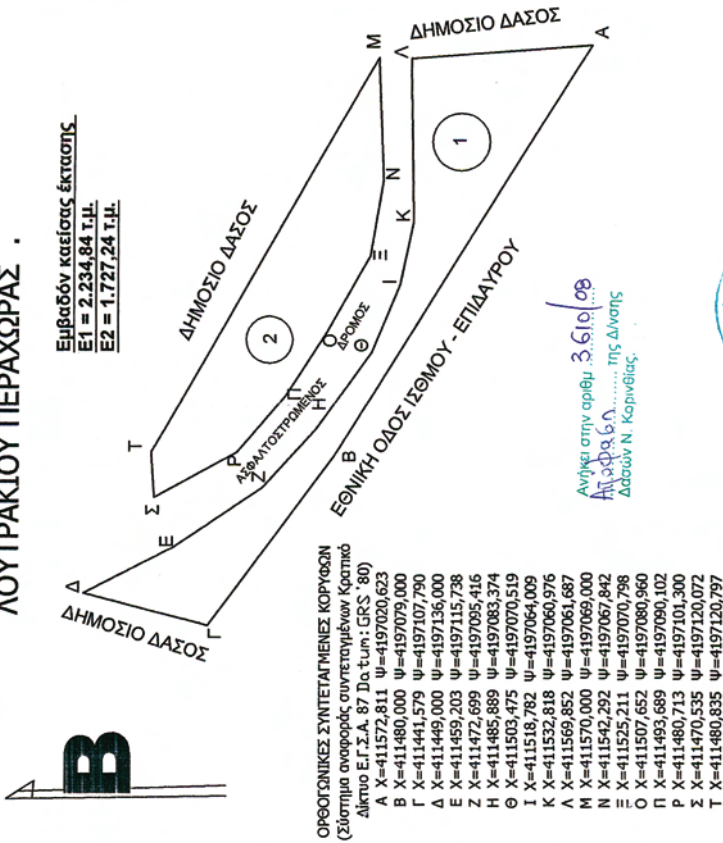 ΛΟΥΤΡΑΚΙΟΥ ΠΕΡΑΧΩΡΑΣ .
Εμβαδόν καείσας έκτασης
Ε1 = 2.234,84 τ.μ.
Ε2 = 1.727,24 τ.μ.
Β
ΔΗΜΟΣΙΟ ΔΑΣΟΣ
ΔΗΜΟΣΙΟ ΔΑΣΟΣ
ΔΗΜΟΣΙΟ ΔΑΣΟΣ
ΑΣΦΑΛΤΟΣΤΡΩΜΕΝΟΣ
ΔΡΟΜΟΣ
ΕΘΝΙΚΗ ΟΔΟΣ ΙΣΘΜΟΥ - ΕΠΙΔΑΥΡΟΥ
1
2
Α
Β
Γ
Δ
Ε
Ζ
Η
Θ
Ι
Κ
Λ
Μ
Ν
Ξ
Ο
Π
Ρ
Σ
Τ
ΟΡΘΟΓΩΝΙΚΕΣ ΣΥΝΤΕΤΑΓΜΕΝΕΣ ΚΟΡΥΦΩΝ
(Σύστημα αναφοράς συντεταγμένων Κρατικό
Δίκτυο Ε.Γ.Σ.Α. 87 Datum: GRS '80)
Α Χ=411572,811 Ψ=4197020,623
Β Χ=411480,000 Ψ=4197079,000
Γ Χ=411441,579 Ψ=4197107,790
Δ Χ=411449,000 Ψ=4197136,000
Ε Χ=411459,203 Ψ=4197115,738
Ζ Χ=411472,699 Ψ=4197095,416
Η Χ=411485,889 Ψ=4197083,374
Θ Χ=411503,475 Ψ=4197070,519
Ι Χ=411518,782 Ψ=4197064,009
Κ Χ=411532,818 Ψ=4197060,976
Λ Χ=411569,852 Ψ=4197061,687
Μ Χ=411570,000 Ψ=4197069,000
Ν Χ=411542,292 Ψ=4197067,842
Ξ Χ=411525,211 Ψ=4197070,798
Ο Χ=411507,652 Ψ=4197080,960
Π Χ=411493,689 Ψ=4197090,102
Ρ Χ=411480,713 Ψ=4197101,300
Σ Χ=411470,535 Ψ=4197120,072
Τ Χ=411480,835 Ψ=4197120,797
Ανήκει στην αριθμ 3610/08
Απόφαση της Δ/νσης
Δασών Ν. Κορινθίας.